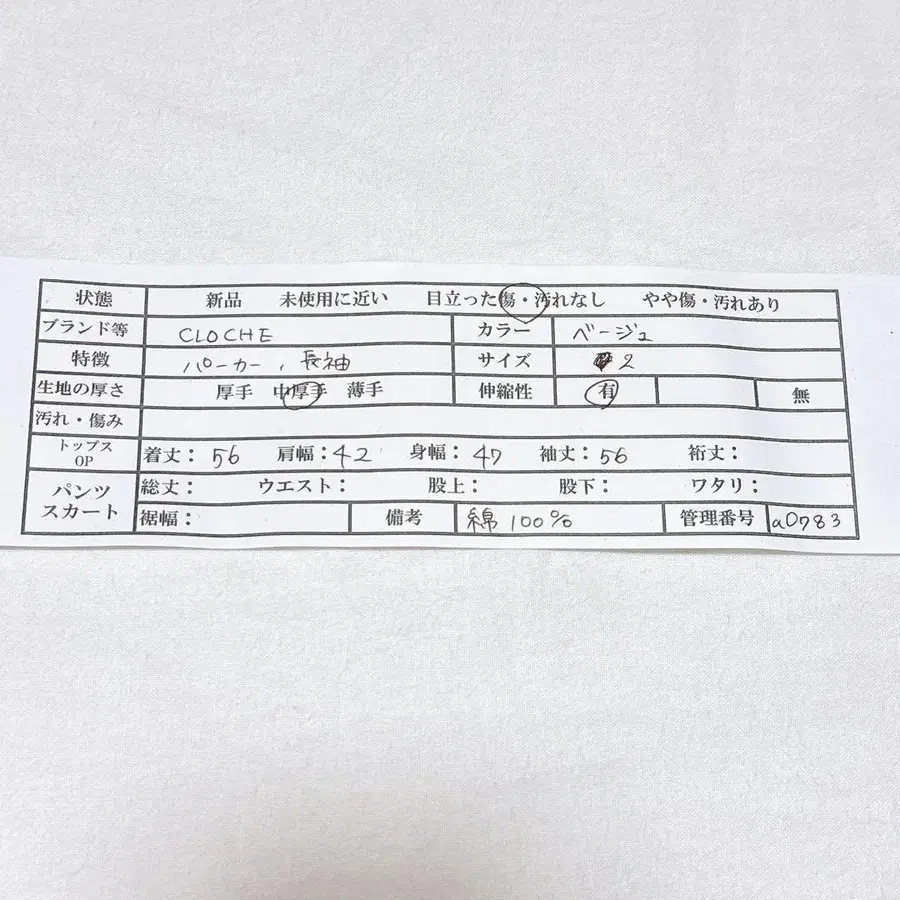 状態 新品 未使用に近い 目立った傷・汚れなし やや傷・汚れあり
ブランド等 CLOCHE カラー ベージュ
特徴 パーカー, 長袖 サイズ 2
生地の厚さ 厚手 中厚手 薄手 伸縮性 有 無
汚れ・傷み
トップス
OP 着丈: 56 肩幅: 42 身幅: 47 袖丈: 56 裄丈:
パンツ
スカート 総丈: ウエスト: 股上: 股下: ワタリ:
裾幅: 備考 綿 100% 管理番号 a0783